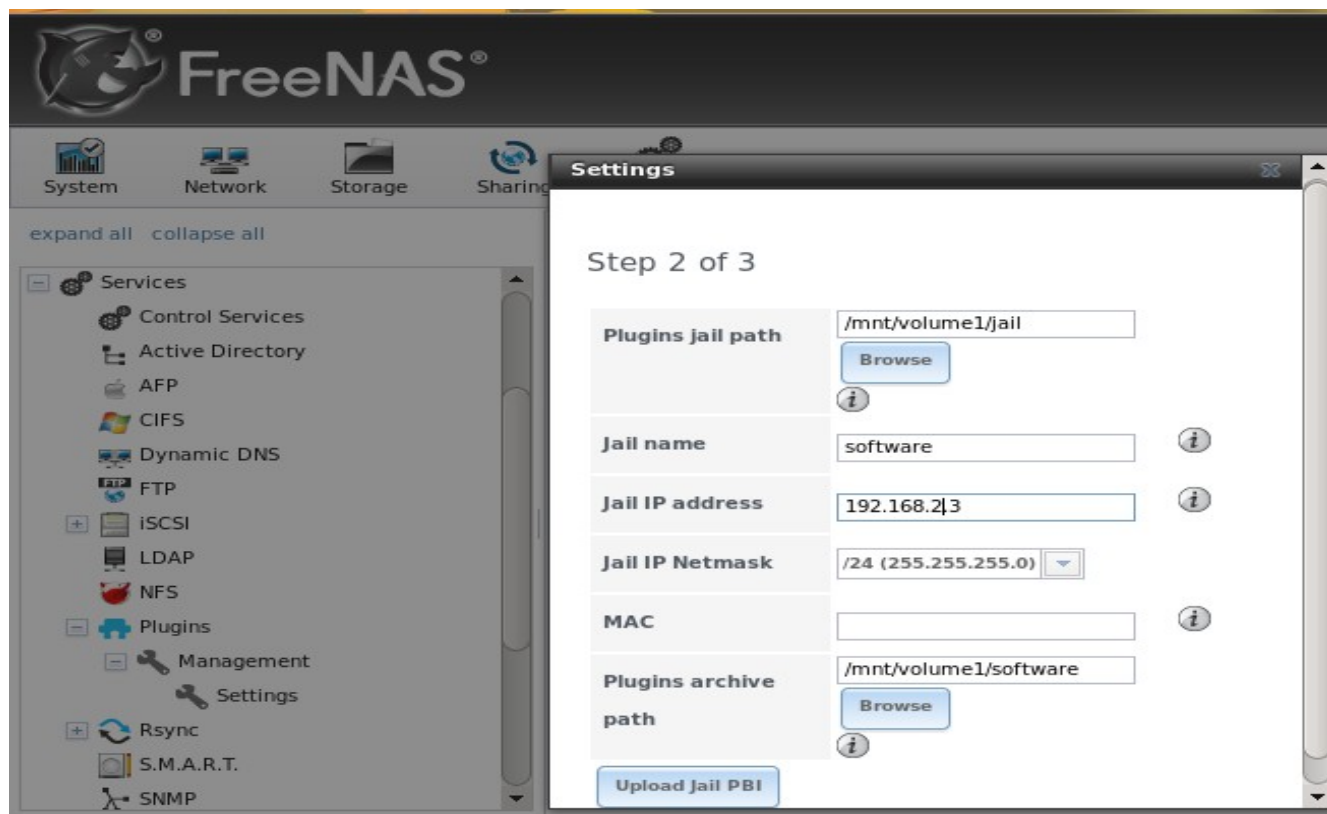 FreeNAS®
System
Network
Storage
Sharing
expand all collapse all
Services
Control Services
Active Directory
AFP
CIFS
Dynamic DNS
FTP
iSCSI
LDAP
NFS
Plugins
Management
Settings
Rsync
S.M.A.R.T.
SNMP
Settings
Step 2 of 3
Plugins jail path
/mnt/volume1/jail
Browse
Jail name
software
Jail IP address
192.168.2.3
Jail IP Netmask
/24 (255.255.255.0)
MAC
Plugins archive
path
/mnt/volume1/software
Browse
Upload Jail PBI